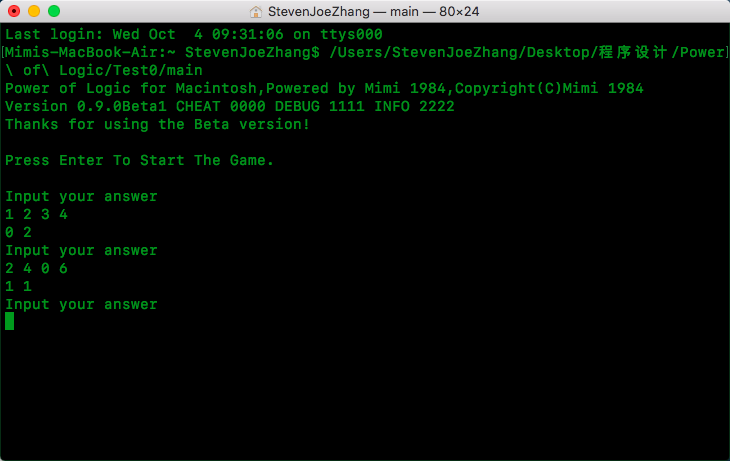 StevenJoeZhang — main — 80×24
Last login: Wed Oct  4 09:31:06 on ttys000
[Mimis-MacBook-Air:~ StevenJoeZhang$ /Users/StevenJoeZhang/Desktop/程序设计/Power]
\ of\ Logic/Test0/main
Power of Logic for Macintosh,Powered by Mimi 1984,Copyright(C)Mimi 1984
Version 0.9.0Beta1 CHEAT 0000 DEBUG 1111 INFO 2222
Thanks for using the Beta version!
Press Enter To Start The Game.
Input your answer
1 2 3 4
0 2
Input your answer
2 4 0 6
1 1
Input your answer